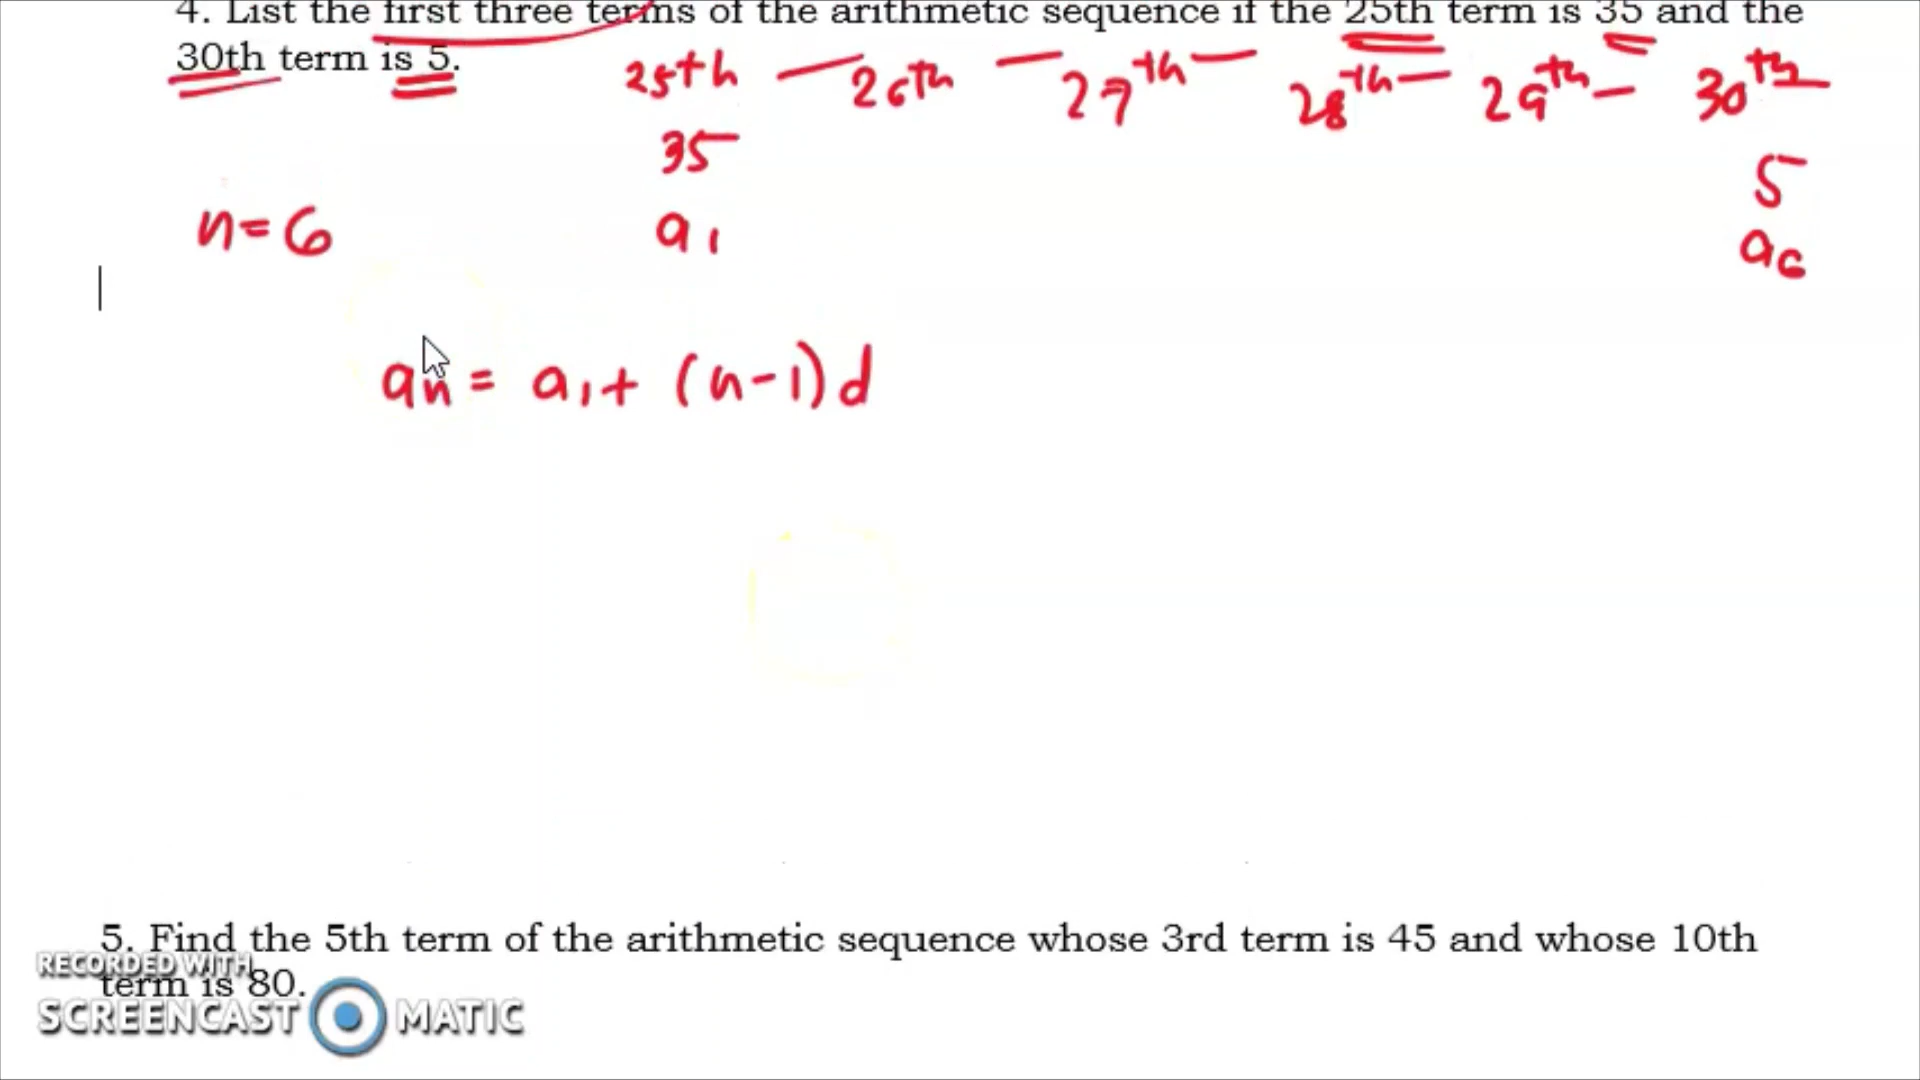 4. List the first three terms of the arithmetic sequence if the 25th term is 35 and the
30th term is 5.
25th — 26th — 27th — 28th — 29th — 30th
35 5
n=6 a1 a6
an = a1 + (n-1)d
5. Find the 5th term of the arithmetic sequence whose 3rd term is 45 and whose 10th
term is 80.
RECORDED WITH
SCREENCAST MATIC